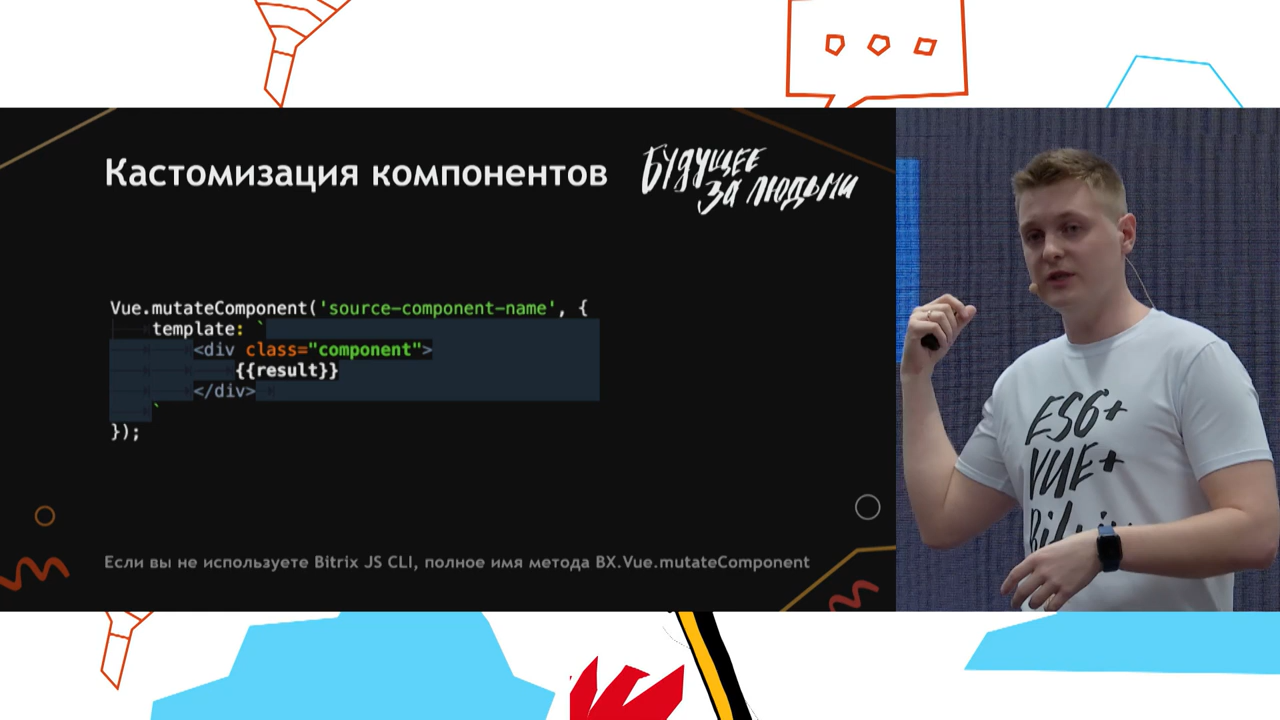 Кастомизация компонентов
БУДУЩЕЕ
ЗА ЛЮДЬМИ
Vue.mutateComponent('source-component-name', {
template: `
<div class="component">
{{result}}
</div>
`
});
Если вы не используете Bitrix JS CLI, полное имя метода BX.Vue.mutateComponent
ES6+
VUE+
Bitrix